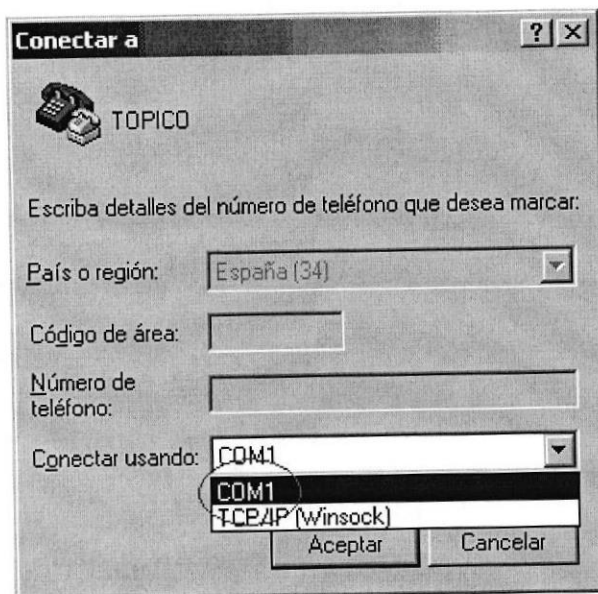 Conectar a
TOPICO
Escriba detalles del número de teléfono que desea marcar:
País o región: España (34)
Código de área:
Número de
teléfono:
Conectar usando: COM1
COM1
TCP/IP (Winsock)
Aceptar Cancelar